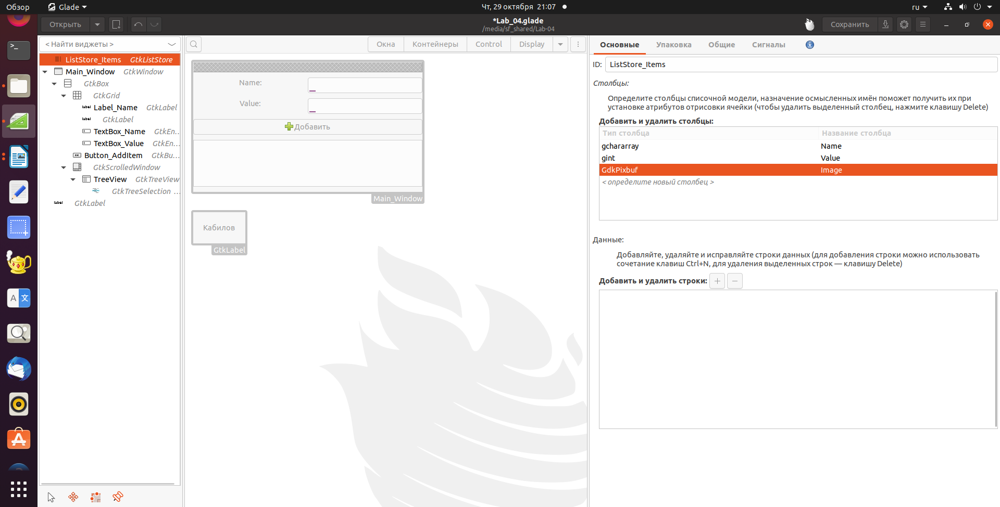 Обзор
Glade
Чт, 29 октября 21:07
ru
Открыть
*Lab_04.glade
/media/sf_shared/Lab-04
Сохранить
< Найти виджеты >
ListStore_Items GtkListStore
Main_Window GtkWindow
GtkBox
GtkGrid
label Label_Name GtkLabel
label GtkLabel
TextBox_Name GtkEn...
TextBox_Value GtkEn...
OK Button_AddItem GtkBu...
GtkScrolledWindow
TreeView GtkTreeView
GtkTreeSelection ...
label GtkLabel
Окна
Контейнеры
Control
Display
Name:
Value:
Добавить
Main_Window
Кабилов
GtkLabel
Основные
Упаковка
Общие
Сигналы
ID: ListStore_Items
Столбцы:
Определите столбцы списочной модели, назначение осмысленных имён поможет получить их при
установке атрибутов отрисовки ячейки (чтобы удалить выделенный столбец, нажмите клавишу Delete)
Добавить и удалить столбцы:
Тип столбца Название столбца
gchararray Name
gint Value
GdkPixbuf Image
< определите новый столбец >
Данные:
Добавляйте, удаляйте и исправляйте строки данных (для добавления строки можно использовать
сочетание клавиш Ctrl+N, для удаления выделенных строк — клавишу Delete)
Добавить и удалить строки: